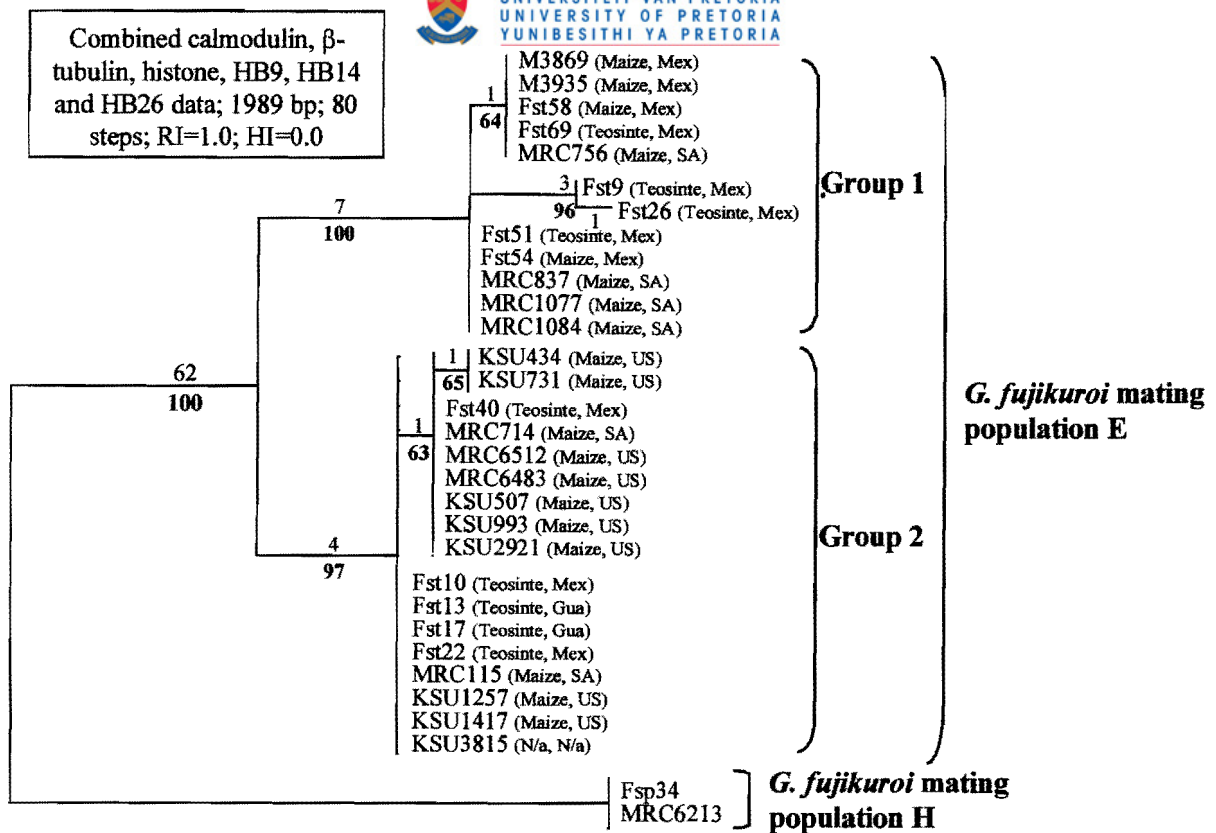 UNIVERSITEIT VAN PRETORIA
UNIVERSITY OF PRETORIA
YUNIBESITHI YA PRETORIA
Combined calmodulin, β-
tubulin, histone, HB9, HB14
and HB26 data; 1989 bp; 80
steps; RI=1.0; HI=0.0
M3869 (Maize, Mex)
M3935 (Maize, Mex)
1
Fst58 (Maize, Mex)
64
Fst69 (Teosinte, Mex)
MRC756 (Maize, SA)
Group 1
3
Fst9 (Teosinte, Mex)
96
1
Fst26 (Teosinte, Mex)
7
100
Fst51 (Teosinte, Mex)
Fst54 (Maize, Mex)
MRC837 (Maize, SA)
MRC1077 (Maize, SA)
MRC1084 (Maize, SA)
1
KSU434 (Maize, US)
65
KSU731 (Maize, US)
62
100
G. fujikuroi mating
population E
Fst40 (Teosinte, Mex)
1
MRC714 (Maize, SA)
63
MRC6512 (Maize, US)
MRC6483 (Maize, US)
KSU507 (Maize, US)
KSU993 (Maize, US)
KSU2921 (Maize, US)
Group 2
4
97
Fst10 (Teosinte, Mex)
Fst13 (Teosinte, Gua)
Fst17 (Teosinte, Gua)
Fst22 (Teosinte, Mex)
MRC115 (Maize, SA)
KSU1257 (Maize, US)
KSU1417 (Maize, US)
KSU3815 (N/a, N/a)
Fsp34
MRC6213
G. fujikuroi mating
population H